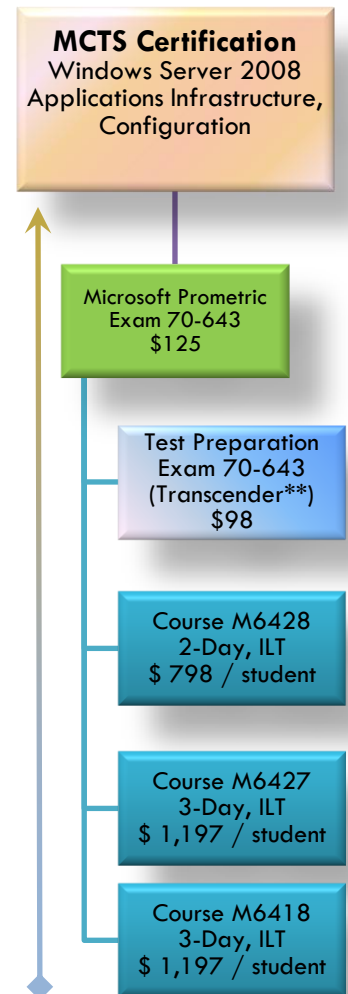 MCTS Certification
Windows Server 2008
Applications Infrastructure,
Configuration
Microsoft Prometric
Exam 70-643
$125
Test Preparation
Exam 70-643
(Transcender**)
$98
Course M6428
2-Day, ILT
$ 798 / student
Course M6427
3-Day, ILT
$ 1,197 / student
Course M6418
3-Day, ILT
$ 1,197 / student